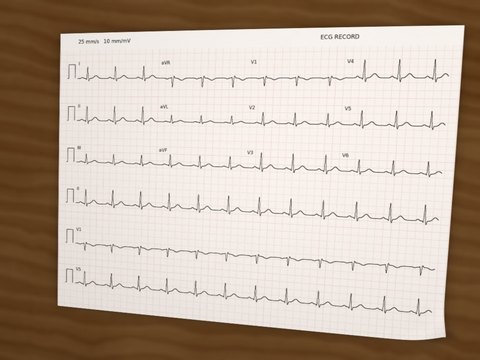 25 mm/s 10 mm/mV
ECG RECORD
I aVR V1 V4
II aVL V2 V5
III aVF V3 V6
II
V1
V5